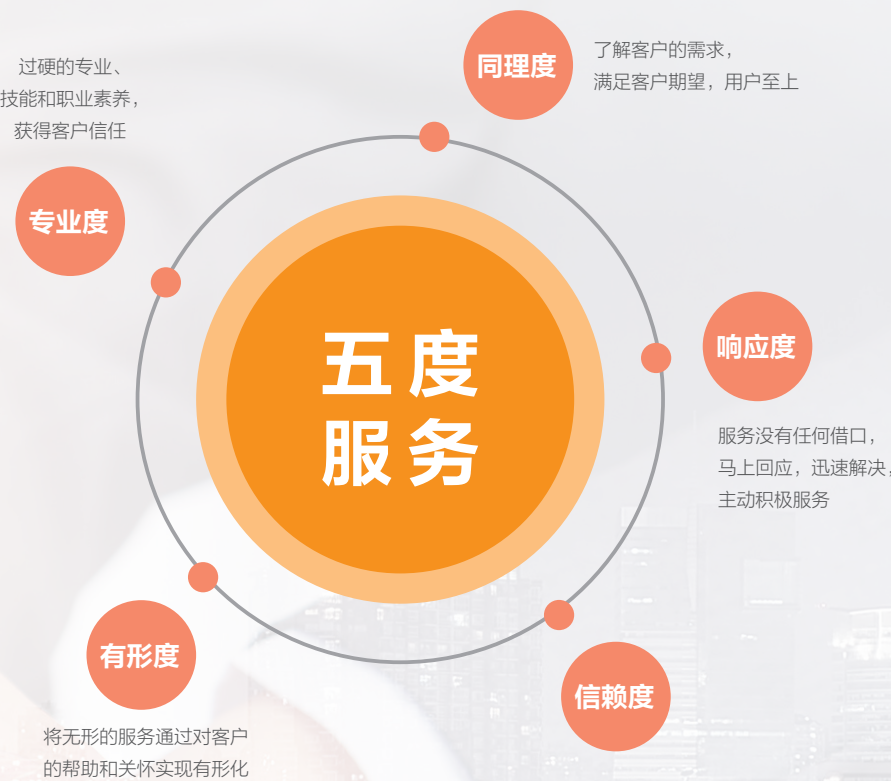 同理度
了解客户的需求，
满足客户期望，用户至上
过硬的专业、
技能和职业素养，
获得客户信任
专业度
五度
服务
响应度
服务没有任何借口，
马上回应，迅速解决，
主动积极服务
有形度
将无形的服务通过对客户
的帮助和关怀实现有形化
信赖度